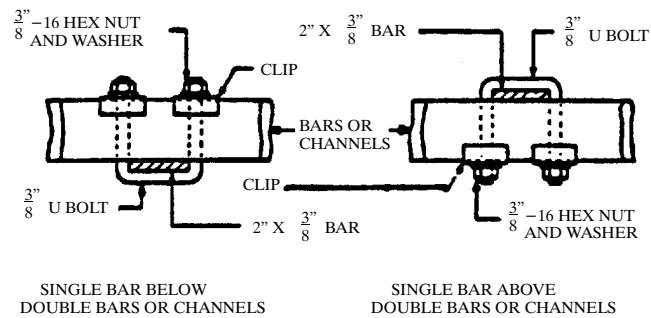 3"/8 –16 HEX NUT
AND WASHER
CLIP
3"/8 U BOLT
2” X 3"/8 BAR
SINGLE BAR BELOW
DOUBLE BARS OR CHANNELS
BARS OR
CHANNELS
2” X 3"/8 BAR
3"/8 U BOLT
CLIP
3"/8 –16 HEX NUT
AND WASHER
SINGLE BAR ABOVE
DOUBLE BARS OR CHANNELS